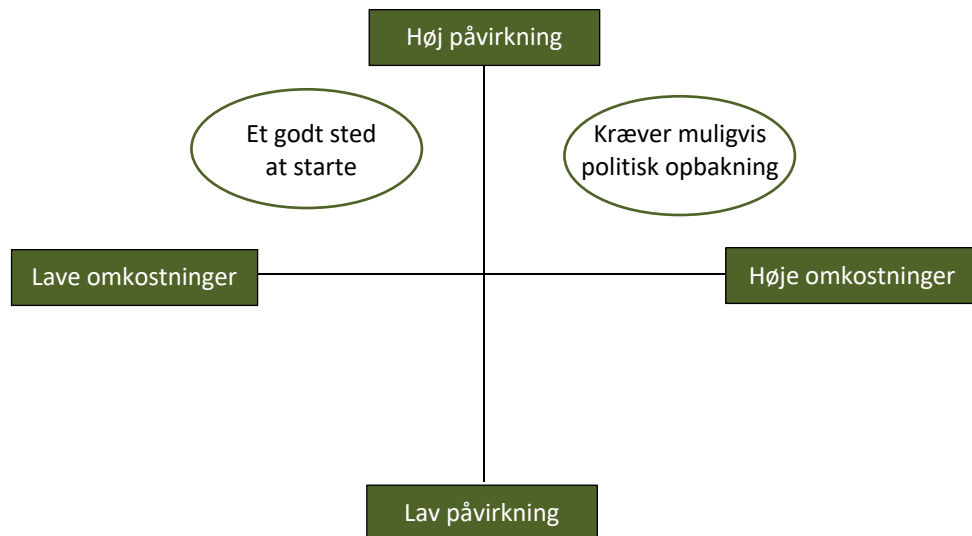 Høj påvirkning
Et godt sted
at starte
Kræver muligvis
politisk opbakning
Lave omkostninger
Høje omkostninger
Lav påvirkning